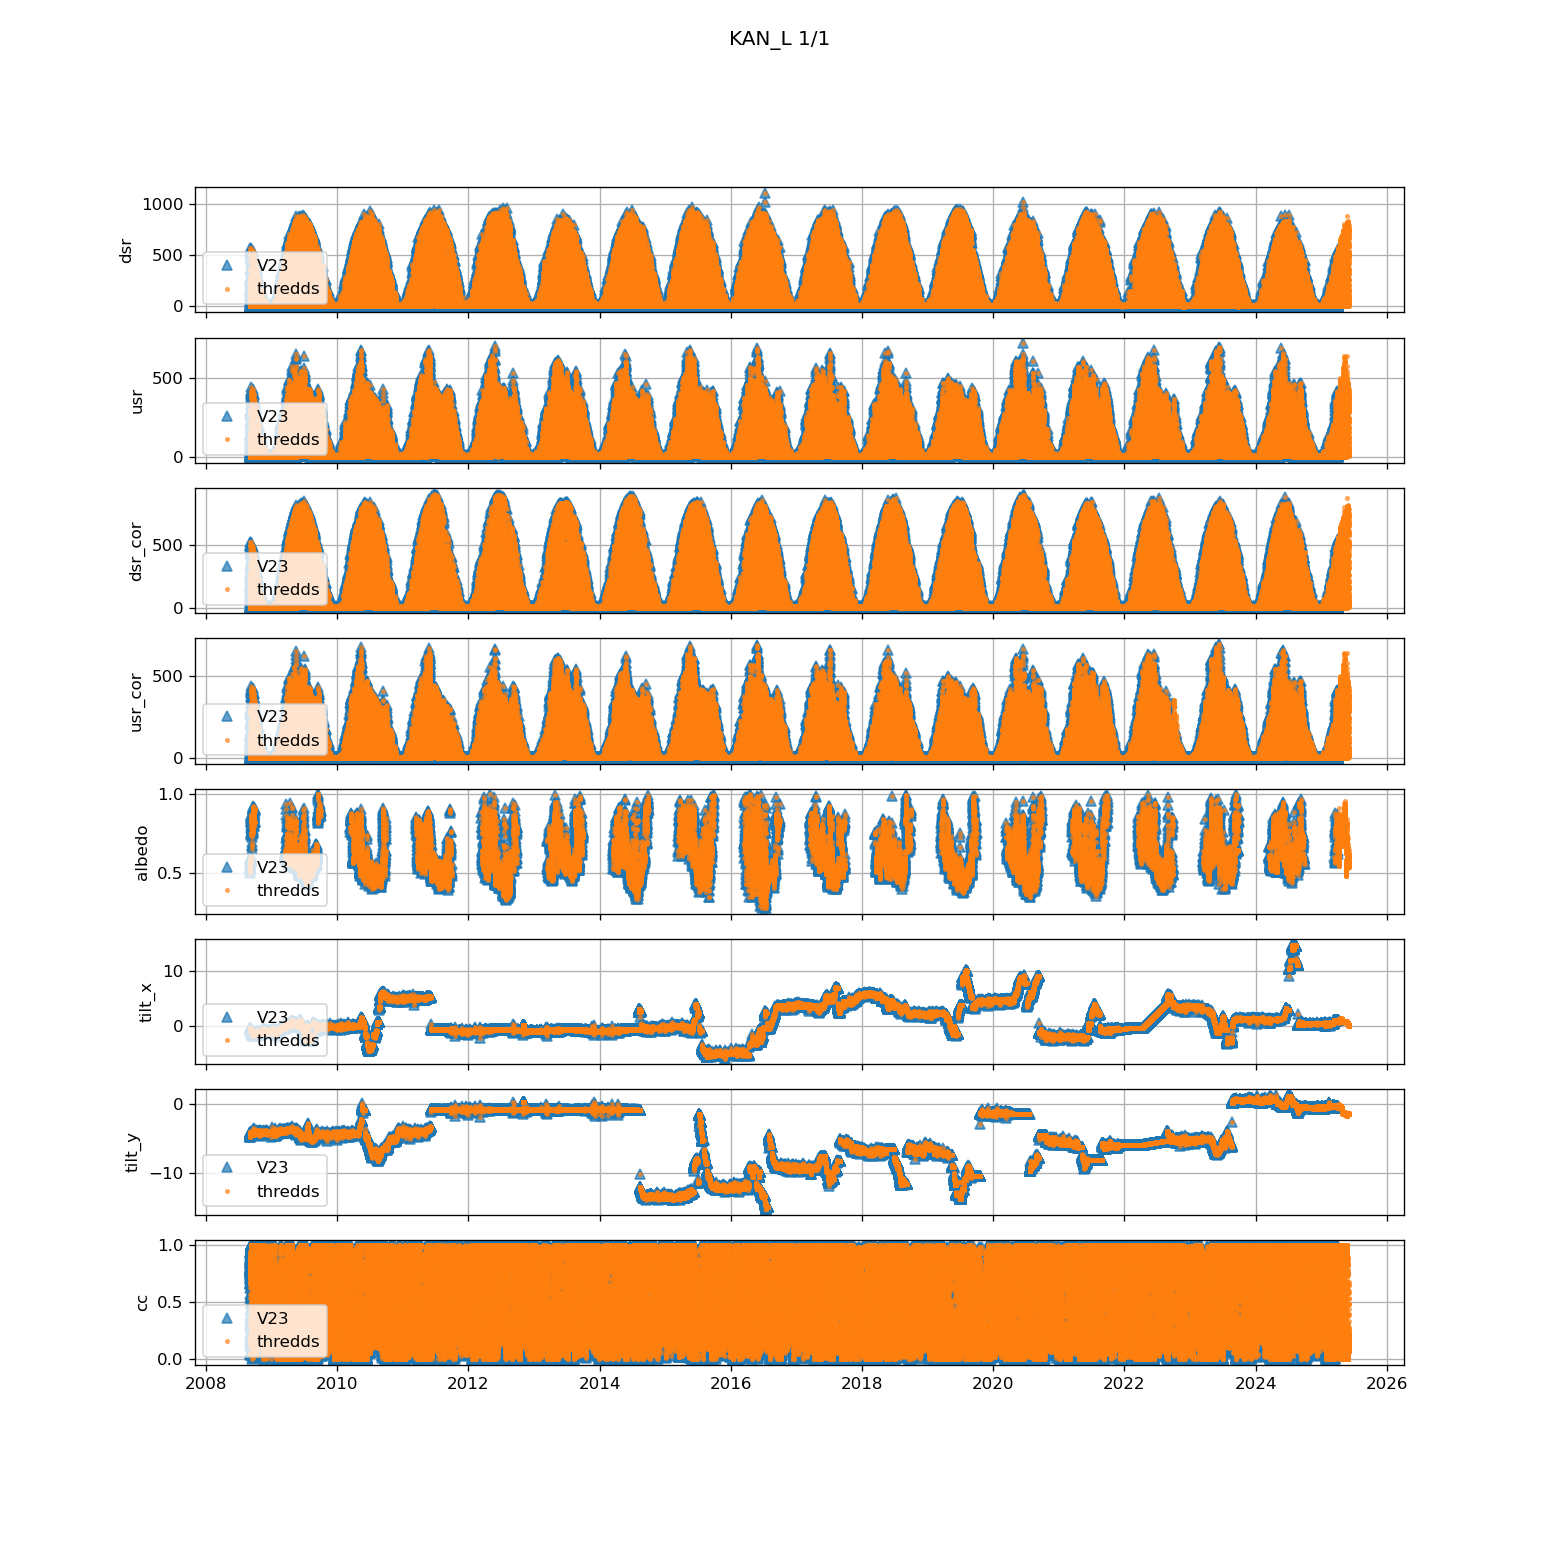 KAN_L 1/1
1000
500
0
dsr
V23
thredds
500
0
usr
V23
thredds
500
0
dsr_cor
V23
thredds
500
0
usr_cor
V23
thredds
1.0
0.5
albedo
V23
thredds
10
0
tilt_x
V23
thredds
0
−10
tilt_y
V23
thredds
1.0
0.5
0.0
cc
V23
thredds
2008 2010 2012 2014 2016 2018 2020 2022 2024 2026